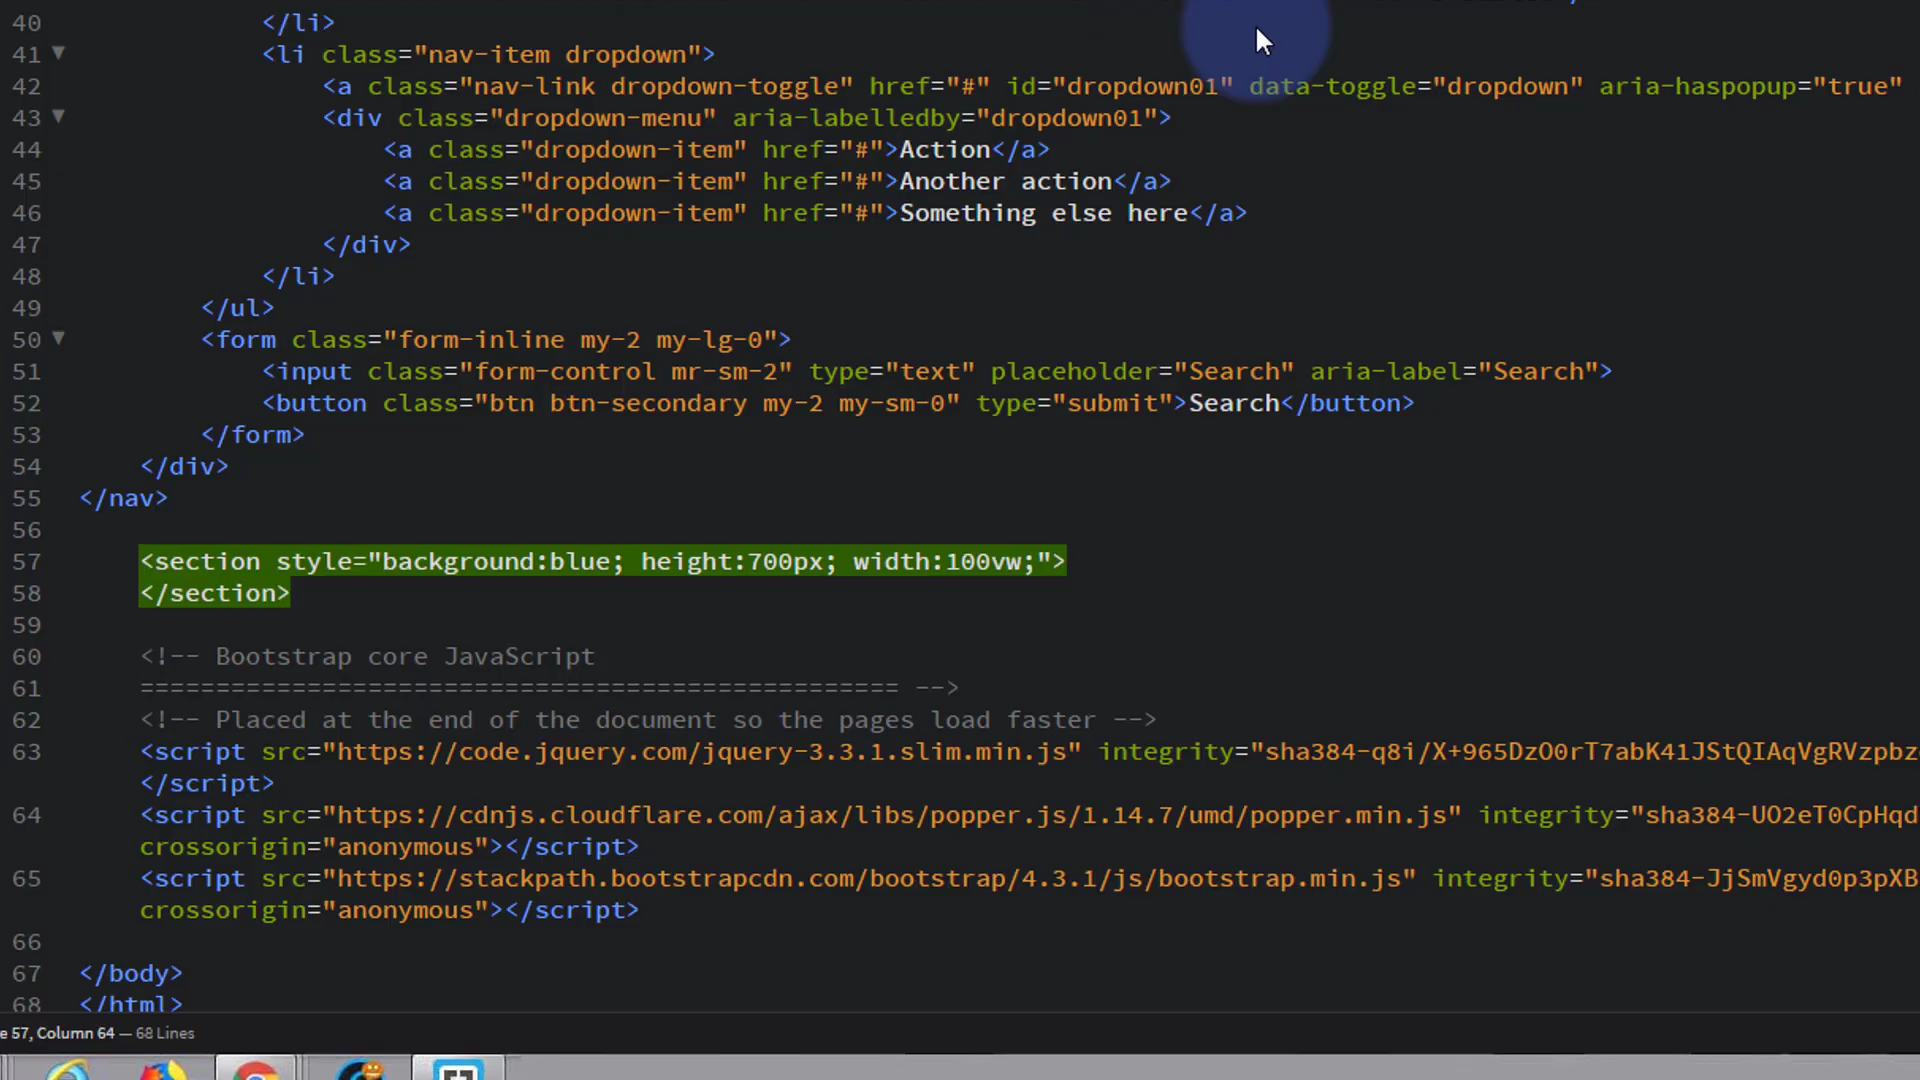 40 </li>
41 <li class="nav-item dropdown">
42 <a class="nav-link dropdown-toggle" href="#" id="dropdown01" data-toggle="dropdown" aria-haspopup="true"
43 <div class="dropdown-menu" aria-labelledby="dropdown01">
44 <a class="dropdown-item" href="#">Action</a>
45 <a class="dropdown-item" href="#">Another action</a>
46 <a class="dropdown-item" href="#">Something else here</a>
47 </div>
48 </li>
49 </ul>
50 <form class="form-inline my-2 my-lg-0">
51 <input class="form-control mr-sm-2" type="text" placeholder="Search" aria-label="Search">
52 <button class="btn btn-secondary my-2 my-sm-0" type="submit">Search</button>
53 </form>
54 </div>
55 </nav>
56
57 <section style="background:blue; height:700px; width:100vw;">
58 </section>
59
60 <!-- Bootstrap core JavaScript
61 ================================================== -->
62 <!-- Placed at the end of the document so the pages load faster -->
63 <script src="https://code.jquery.com/jquery-3.3.1.slim.min.js" integrity="sha384-q8i/X+965DzO0rT7abK41JStQIAqVgRVzpbz
</script>
64 <script src="https://cdnjs.cloudflare.com/ajax/libs/popper.js/1.14.7/umd/popper.min.js" integrity="sha384-UO2eT0CpHqd
crossorigin="anonymous"></script>
65 <script src="https://stackpath.bootstrapcdn.com/bootstrap/4.3.1/js/bootstrap.min.js" integrity="sha384-JjSmVgyd0p3pXB
crossorigin="anonymous"></script>
66
67 </body>
68 </html>
e 57, Column 64 — 68 Lines